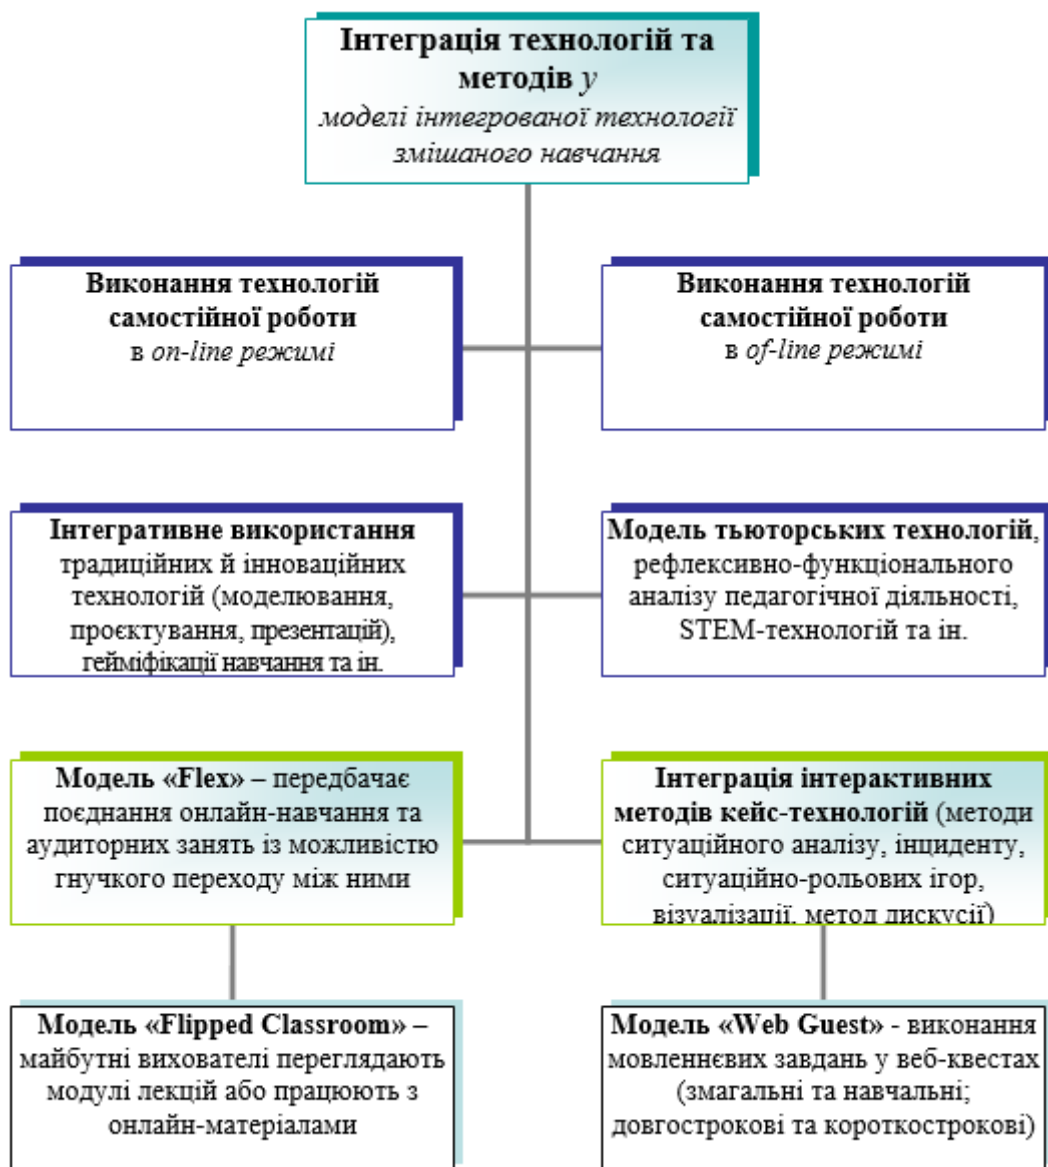 Інтеграція технологій та
методів у
моделі інтегрованої технології
змішаного навчання
Виконання технологій
самостійної роботи
в on-line режимі
Виконання технологій
самостійної роботи
в of-line режимі
Інтегративне використання
традиційних й інноваційних
технологій (моделювання,
проєктування, презентацій),
гейміфікації навчання та ін.
Модель тьюторських технологій,
рефлексивно-функціонального
аналізу педагогічної діяльності,
STEM-технологій та ін.
Модель «Flex» – передбачає
поєднання онлайн-навчання та
аудиторних занять із можливістю
гнучкого переходу між ними
Інтеграція інтерактивних
методів кейс-технологій (методи
ситуаційного аналізу, інциденту,
ситуаційно-рольових ігор,
візуалізації, метод дискусії)
Модель «Flipped Classroom» –
майбутні вихователі переглядають
модулі лекцій або працюють з
онлайн-матеріалами
Модель «Web Guest» - виконання
мовленнєвих завдань у веб-квестах
(змагальні та навчальні;
довгострокові та короткострокові)